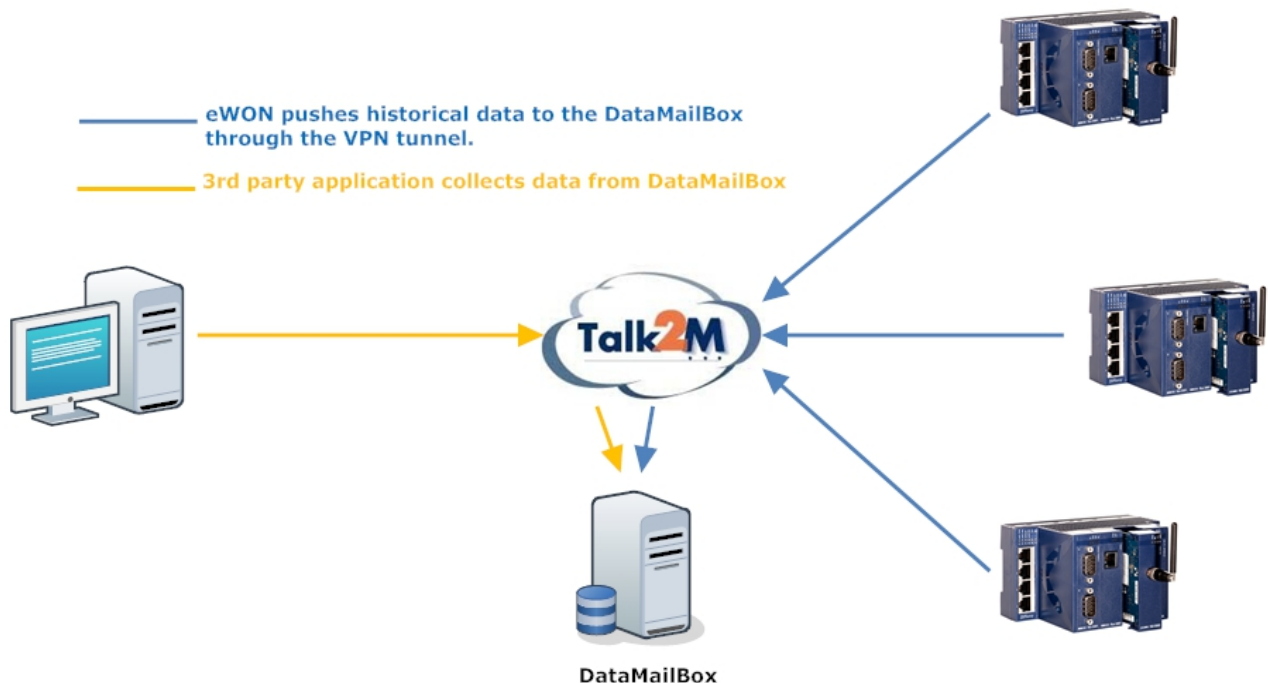 eWON pushes historical data to the DataMailBox
through the VPN tunnel.
3rd party application collects data from DataMailBox
Talk2M
DataMailBox